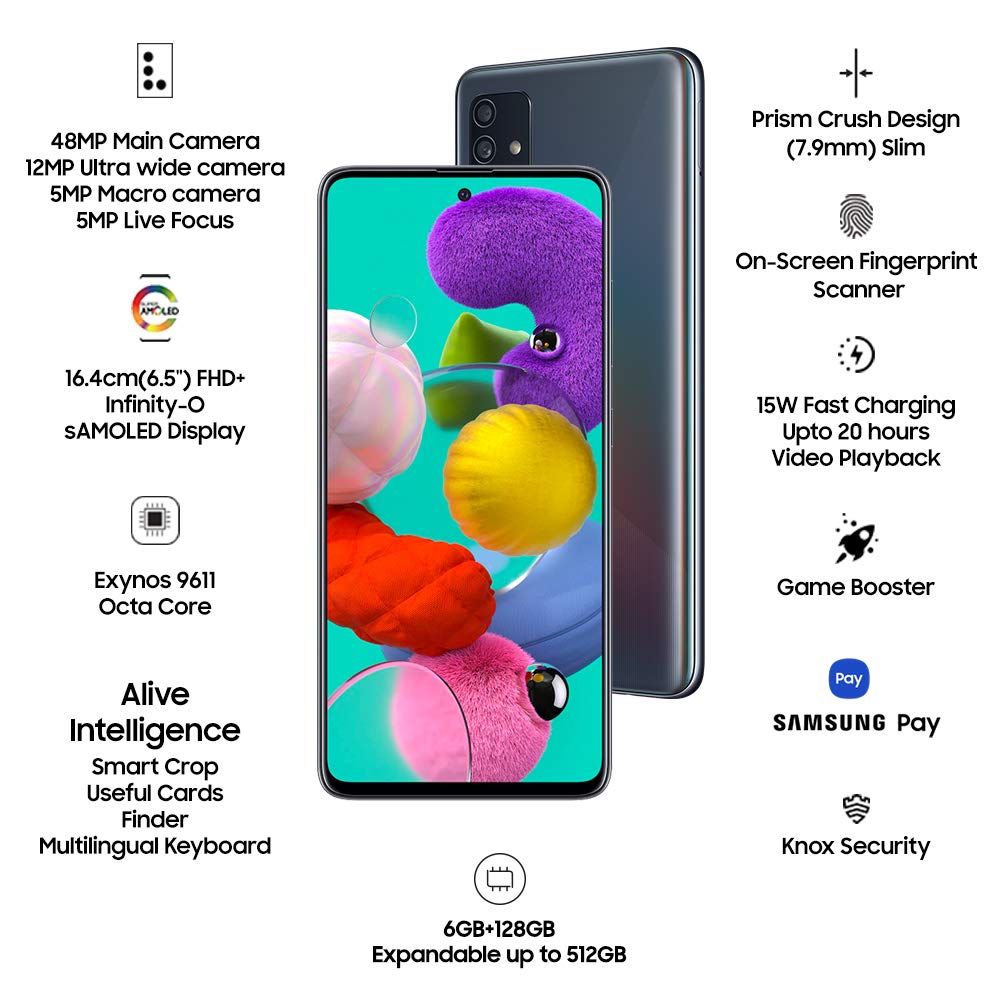 48MP Main Camera
12MP Ultra wide camera
5MP Macro camera
5MP Live Focus
SUPER
AMOLED
16.4cm(6.5") FHD+
Infinity-O
sAMOLED Display
Exynos 9611
Octa Core
Alive
Intelligence
Smart Crop
Useful Cards
Finder
Multilingual Keyboard
Prism Crush Design
(7.9mm) Slim
On-Screen Fingerprint
Scanner
15W Fast Charging
Upto 20 hours
Video Playback
Game Booster
Pay
SAMSUNG Pay
Knox Security
6GB+128GB
Expandable up to 512GB